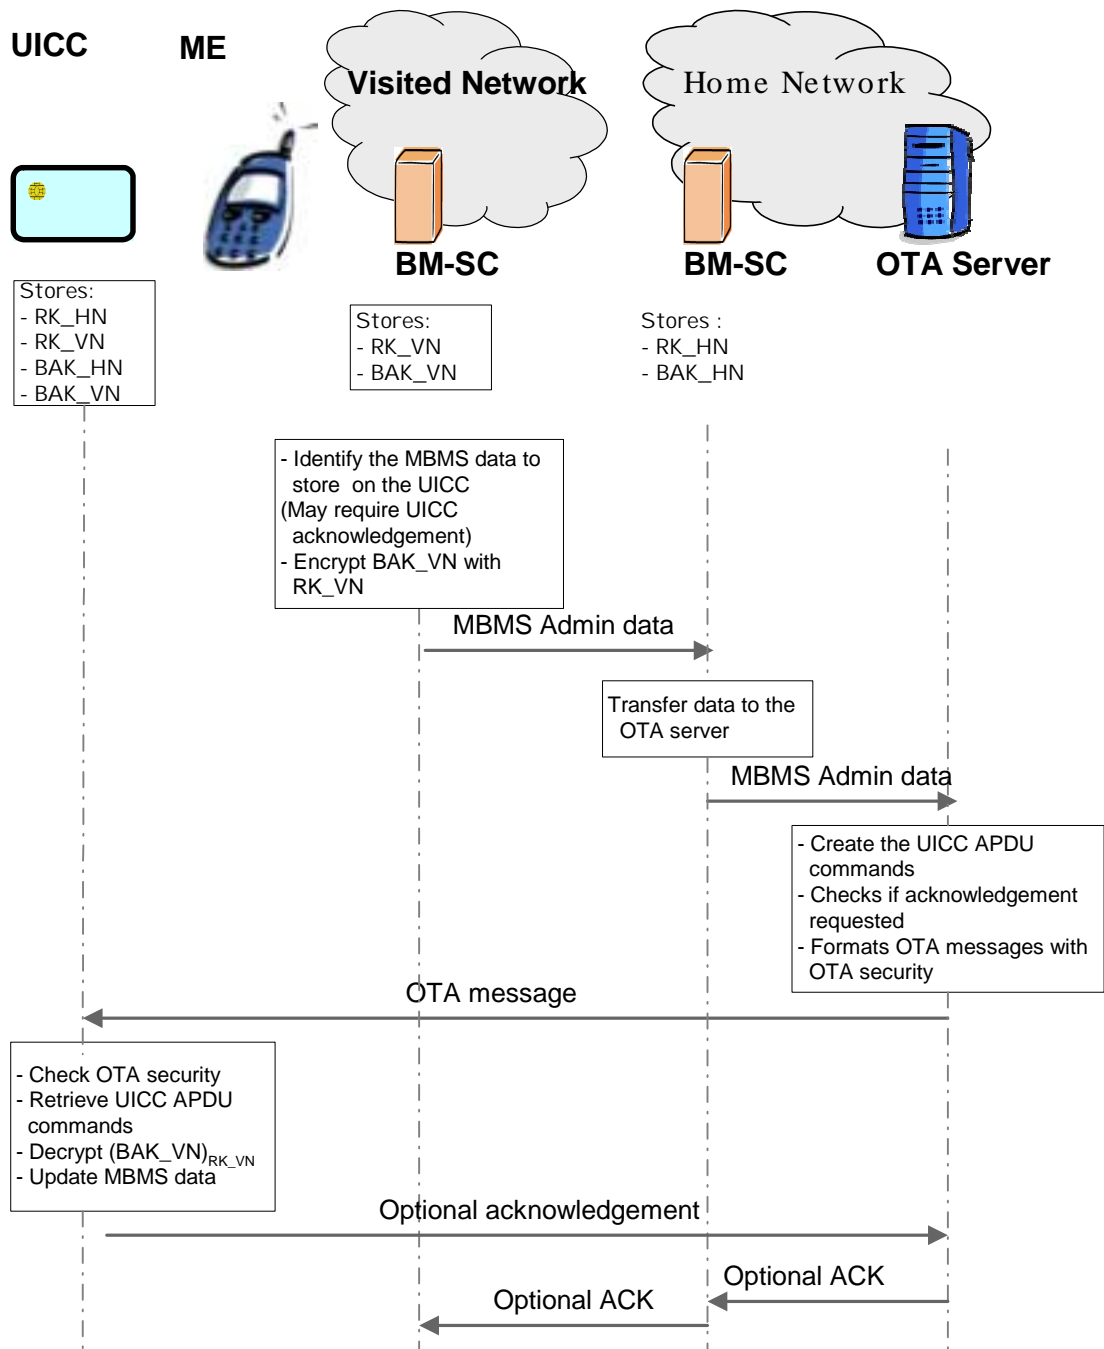 UICC
ME
Visited Network
Home Network
BM-SC
BM-SC
OTA Server
Stores:
- RK_HN
- RK_VN
- BAK_HN
- BAK_VN
Stores:
- RK_VN
- BAK_VN
Stores :
- RK_HN
- BAK_HN
- Identify the MBMS data to
store on the UICC
(May require UICC
acknowledgement)
- Encrypt BAK_VN with
RK_VN
MBMS Admin data
Transfer data to the
OTA server
MBMS Admin data
- Create the UICC APDU
commands
- Checks if acknowledgement
requested
- Formats OTA messages with
OTA security
OTA message
- Check OTA security
- Retrieve UICC APDU
commands
- Decrypt (BAK_VN)RK_VN
- Update MBMS data
Optional acknowledgement
Optional ACK
Optional ACK